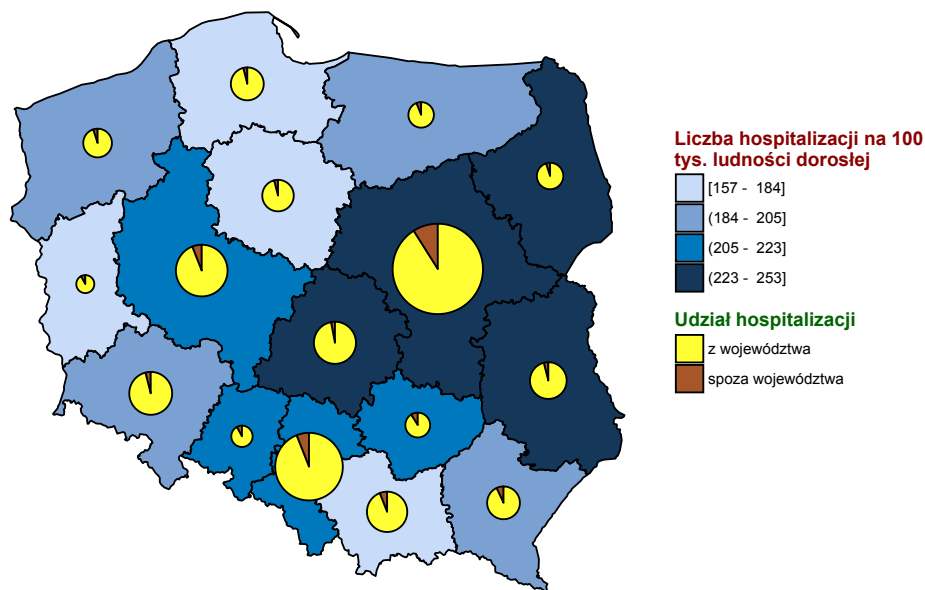 Liczba hospitalizacji na 100
tys. ludności dorosłej
[157 - 184]
(184 - 205]
(205 - 223]
(223 - 253]
Udział hospitalizacji
z województwa
spoza województwa